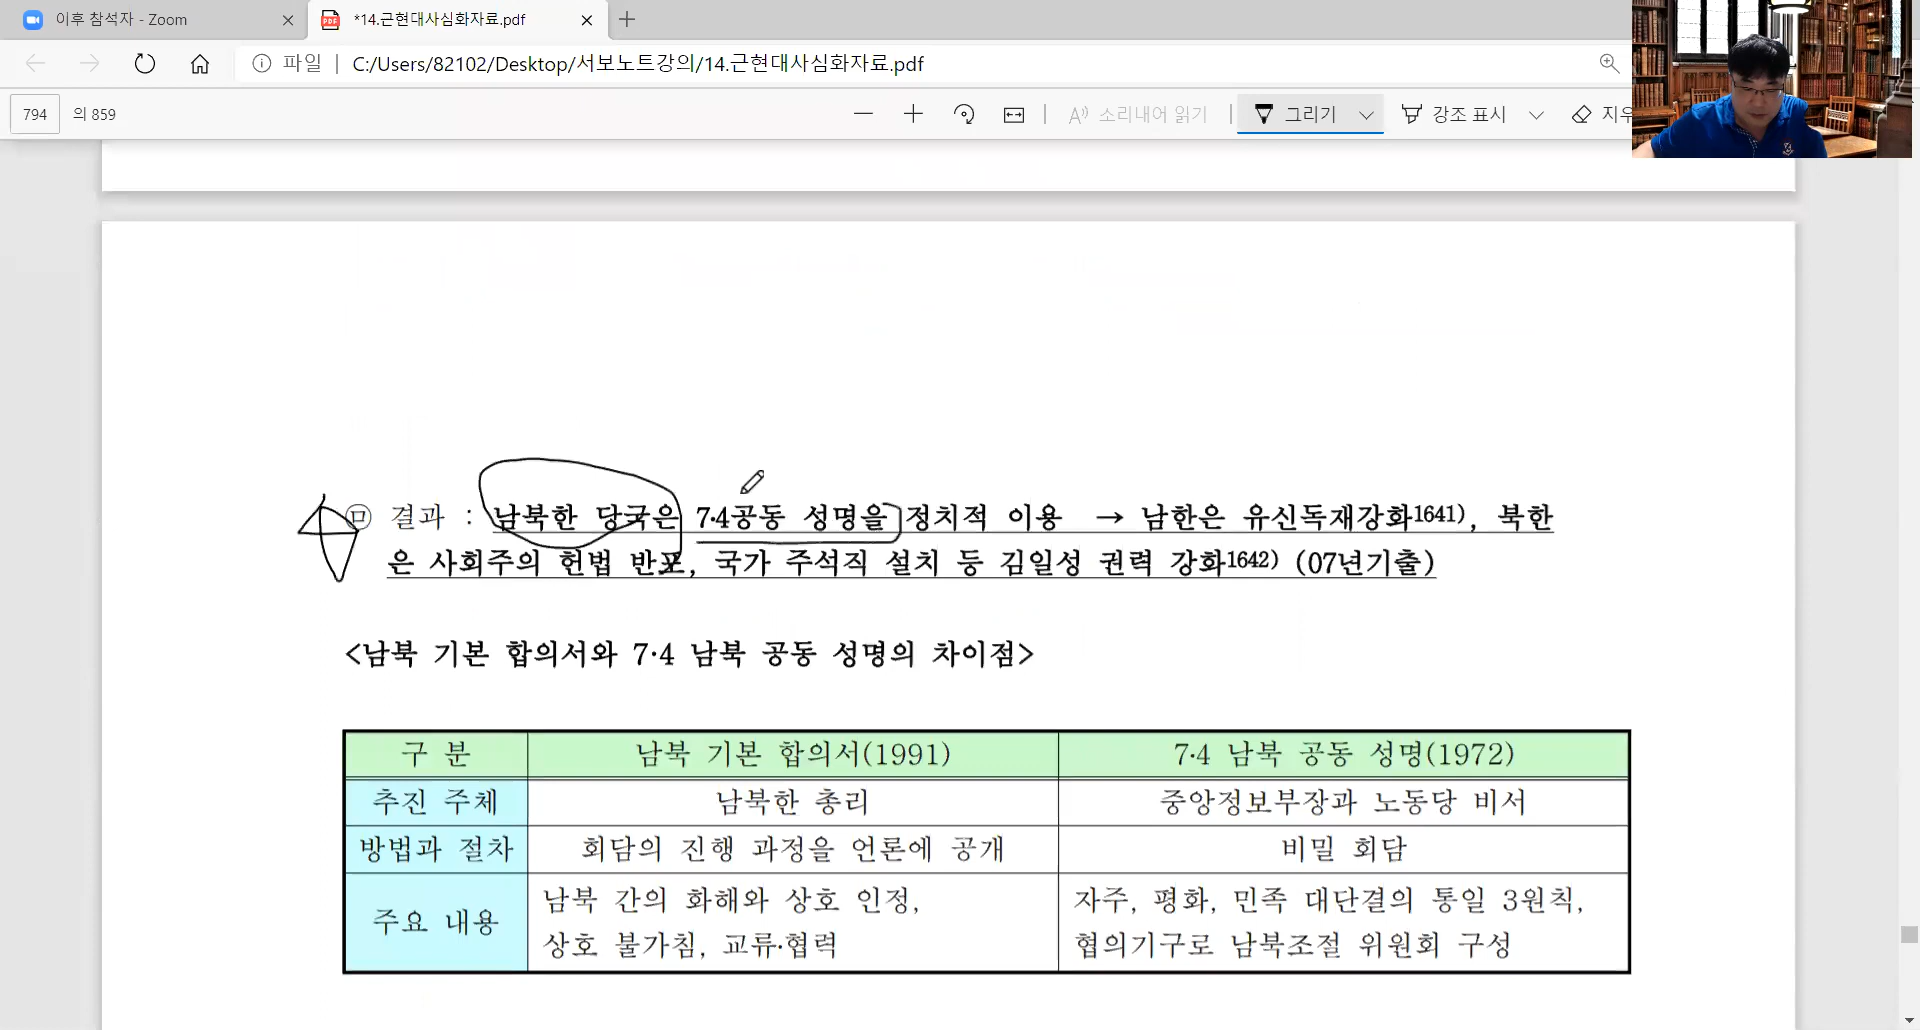 이후 참석자 - Zoom
*14.근현대사심화자료.pdf
파일 | C:/Users/82102/Desktop/서보노트강의/14.근현대사심화자료.pdf
794 의 859
소리내어 읽기
그리기
강조 표시
지우
㉤ 결과 : 남북한 당국은 7·4공동 성명을 정치적 이용 → 남한은 유신독재강화1641), 북한
은 사회주의 헌법 반포, 국가 주석직 설치 등 김일성 권력 강화1642) (07년기출)
<남북 기본 합의서와 7·4 남북 공동 성명의 차이점>
구 분 남북 기본 합의서(1991) 7·4 남북 공동 성명(1972)
추진 주체 남북한 총리 중앙정보부장과 노동당 비서
방법과 절차 회담의 진행 과정을 언론에 공개 비밀 회담
주요 내용
남북 간의 화해와 상호 인정,
상호 불가침, 교류·협력
자주, 평화, 민족 대단결의 통일 3원칙,
협의기구로 남북조절 위원회 구성